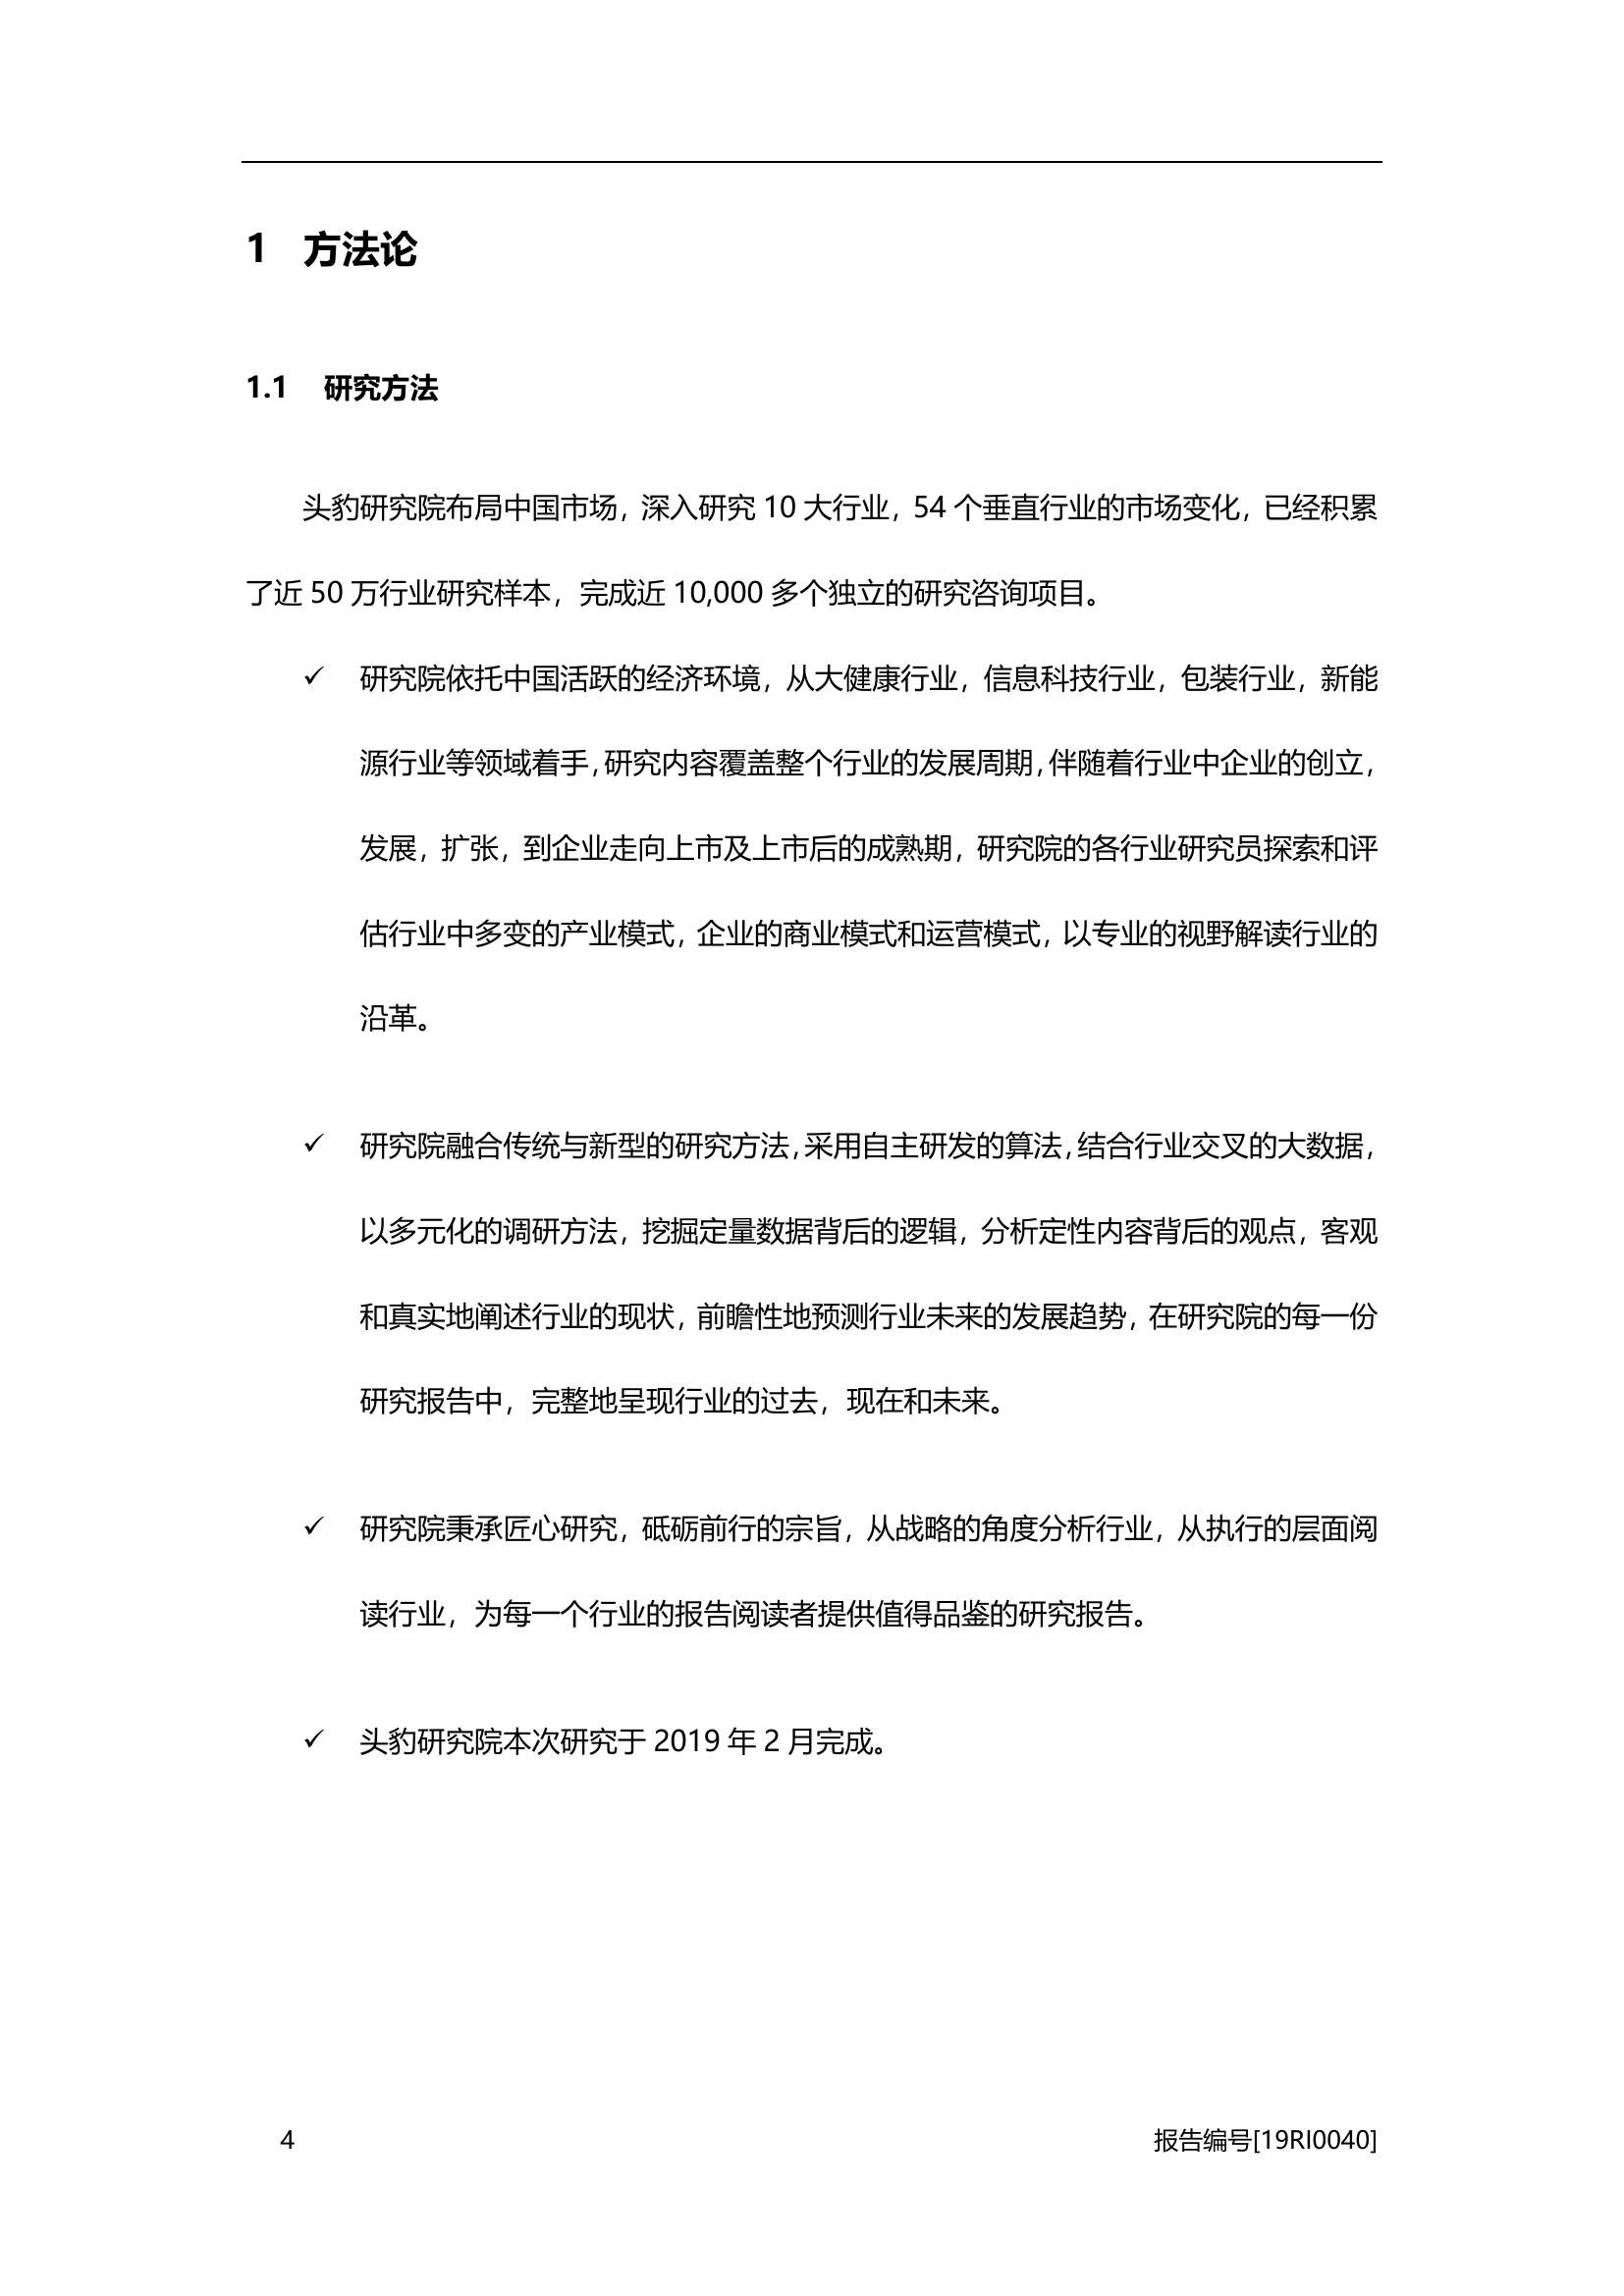 1 方法论
1.1 研究方法
头豹研究院布局中国市场，深入研究 10 大行业，54 个垂直行业的市场变化，已经积累
了近 50 万行业研究样本，完成近 10,000 多个独立的研究咨询项目。
✓ 研究院依托中国活跃的经济环境，从大健康行业，信息科技行业，包装行业，新能
源行业等领域着手，研究内容覆盖整个行业的发展周期，伴随着行业中企业的创立，
发展，扩张，到企业走向上市及上市后的成熟期，研究院的各行业研究员探索和评
估行业中多变的产业模式，企业的商业模式和运营模式，以专业的视野解读行业的
沿革。
✓ 研究院融合传统与新型的研究方法，采用自主研发的算法，结合行业交叉的大数据，
以多元化的调研方法，挖掘定量数据背后的逻辑，分析定性内容背后的观点，客观
和真实地阐述行业的现状，前瞻性地预测行业未来的发展趋势，在研究院的每一份
研究报告中，完整地呈现行业的过去，现在和未来。
✓ 研究院秉承匠心研究，砥砺前行的宗旨，从战略的角度分析行业，从执行的层面阅
读行业，为每一个行业的报告阅读者提供值得品鉴的研究报告。
✓ 头豹研究院本次研究于 2019 年 2 月完成。
4 报告编号[19RI0040]